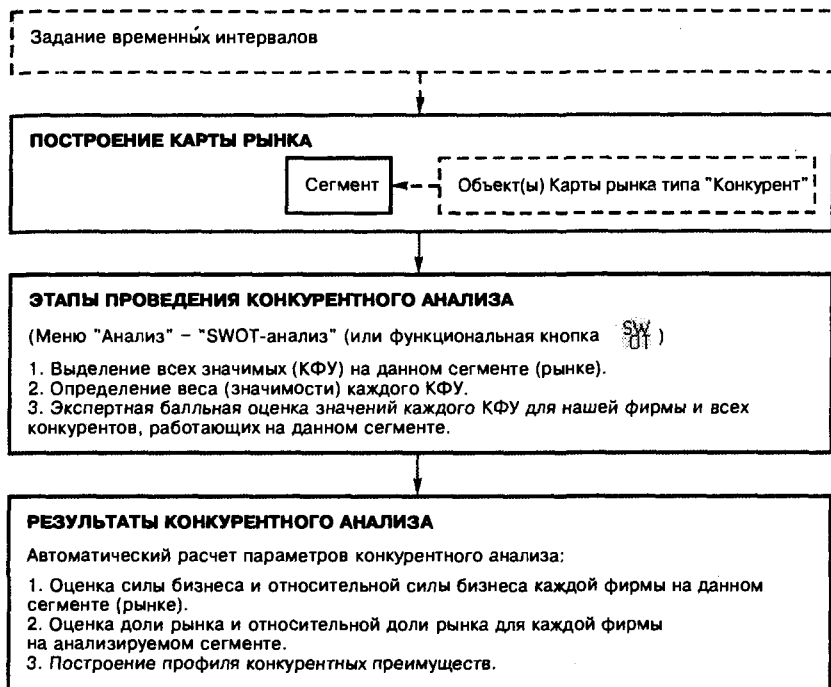 Задание временных интервалов
ПОСТРОЕНИЕ КАРТЫ РЫНКА
Сегмент
Объект(ы) Карты рынка типа "Конкурент"
ЭТАПЫ ПРОВЕДЕНИЯ КОНКУРЕНТНОГО АНАЛИЗА
(Меню "Анализ" – "SWOT-анализ" (или функциональная кнопка SWOT )
1. Выделение всех значимых (КФУ) на данном сегменте (рынке).
2. Определение веса (значимости) каждого КФУ.
3. Экспертная балльная оценка значений каждого КФУ для нашей фирмы и всех
конкурентов, работающих на данном сегменте.
РЕЗУЛЬТАТЫ КОНКУРЕНТНОГО АНАЛИЗА
Автоматический расчет параметров конкурентного анализа:
1. Оценка силы бизнеса и относительной силы бизнеса каждой фирмы на данном
сегменте (рынке).
2. Оценка доли рынка и относительной доли рынка для каждой фирмы
на анализируемом сегменте.
3. Построение профиля конкурентных преимуществ.